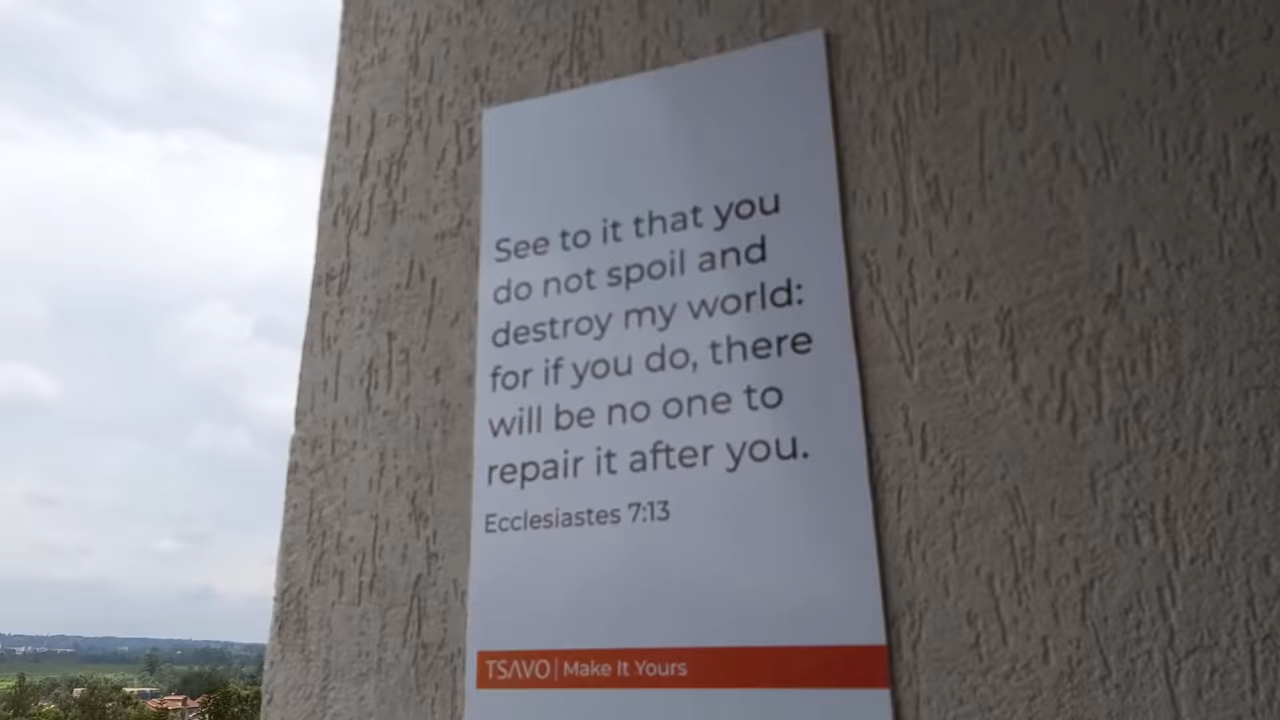 See to it that you
do not spoil and
destroy my world:
for if you do, there
will be no one to
repair it after you.
Ecclesiastes 7:13
TSAVO | Make It Yours